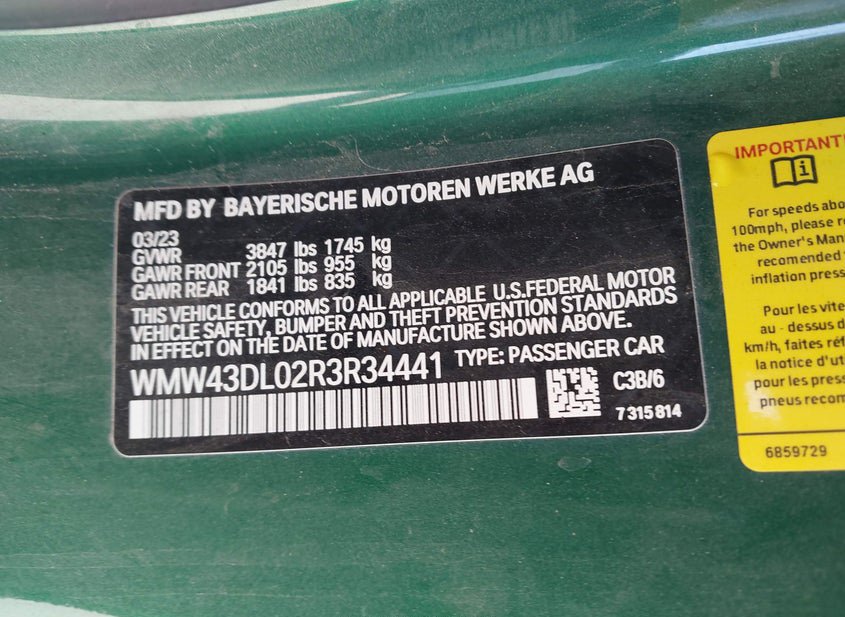 MFD BY BAYERISCHE MOTOREN WERKE AG
03/23
GVWR 3847 lbs 1745 kg
GAWR FRONT 2105 lbs 955 kg
GAWR REAR 1841 lbs 835 kg
THIS VEHICLE CONFORMS TO ALL APPLICABLE U.S.FEDERAL MOTOR
VEHICLE SAFETY, BUMPER AND THEFT PREVENTION STANDARDS
IN EFFECT ON THE DATE OF MANUFACTURE SHOWN ABOVE.
WMW43DL02R3R34441 TYPE: PASSENGER CAR
C3B/6
7 315 814
IMPORTANT!
For speeds abo
100mph, please re
the Owner's Man
recomended
inflation press
Pour les vite
au - dessus d
km/h, faites réf
la notice d'ut
pour les press
pneus recom
6859729